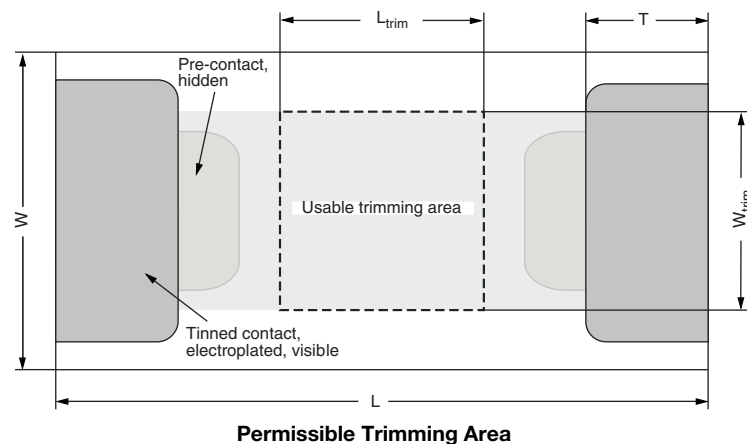 L_trim
T
Pre-contact,
hidden
W
Usable trimming area
W_trim
Tinned contact,
electroplated, visible
L
Permissible Trimming Area